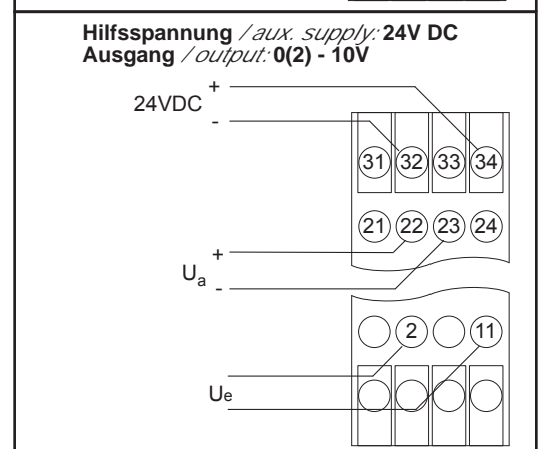 Hilfsspannung / aux. supply: 24V DC
Ausgang / output: 0(2) - 10V
+
24VDC
-
31 32 33 34
21 22 23 24
+
Ua
-
2 11
Ue